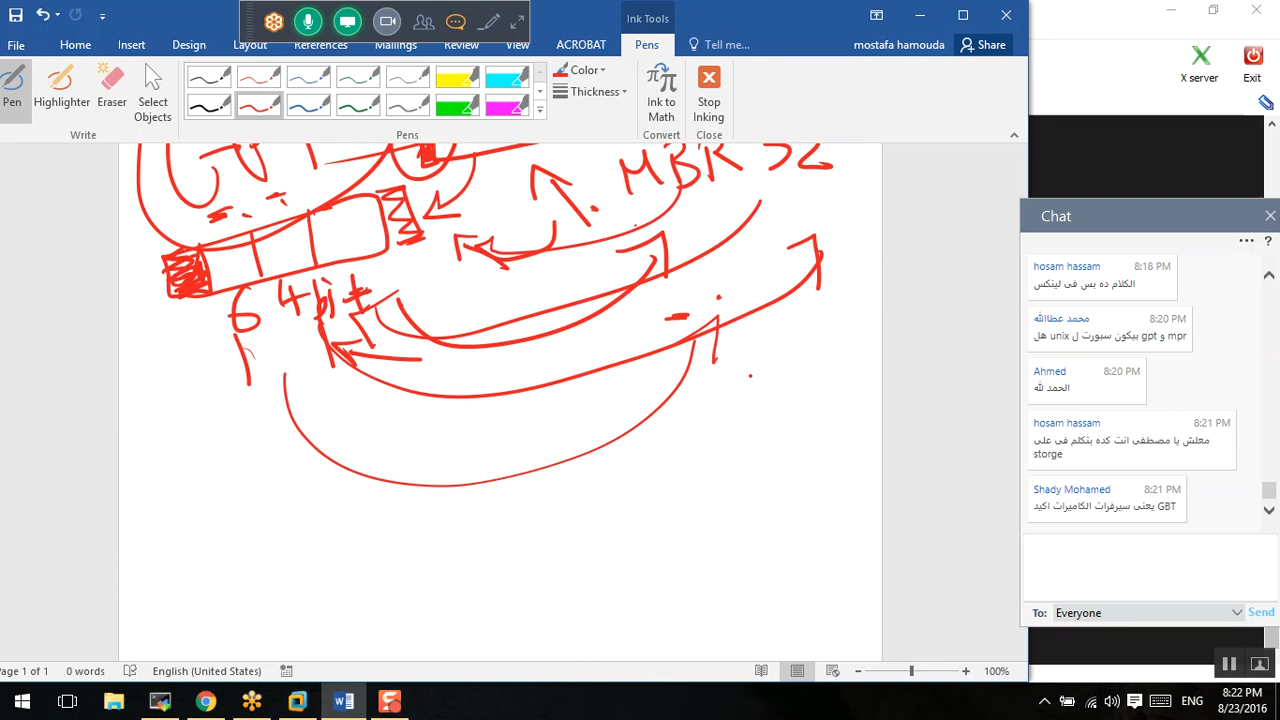 Ink Tools
File
Home
Insert
Design
Layout
References
Mailings
Review
View
ACROBAT
Pens
Tell me...
mostafa hamouda
Share
Pen
Highlighter
Eraser
Select Objects
Write
Pens
Color
Thickness
Ink to Math
Convert
Stop Inking
Close
X server
Exit
MBR 32
64bit
Chat
hosam hassam 8:18 PM
الكلام ده بس فى لينكس
محمد عطاالله 8:20 PM
هل unix بيكون سبورت ل gpt و mpr
Ahmed 8:20 PM
الحمد لله
hosam hassam 8:21 PM
معلش يا مصطفى انت كده بتكلم فى على
storge
Shady Mohamed 8:21 PM
GBT يعنى سيرفرات الكاميرات اكيد
To: Everyone Send
Page 1 of 1 0 words English (United States) 100%
ENG
8:22 PM
8/23/2016